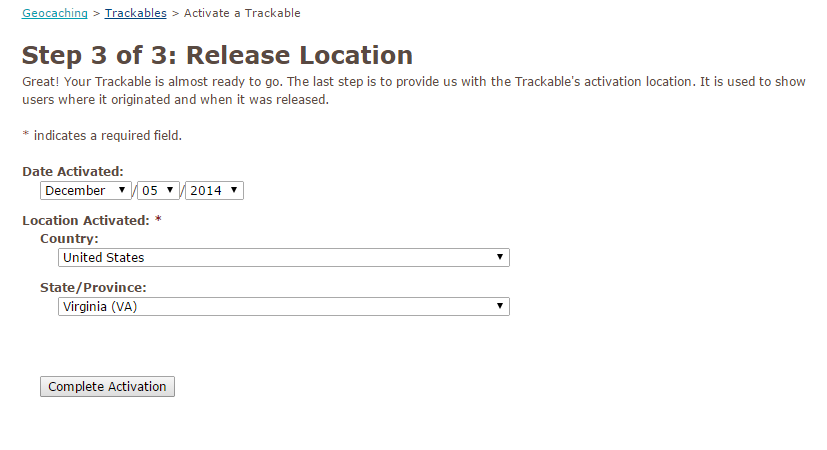 Geocaching > Trackables > Activate a Trackable
Step 3 of 3: Release Location
Great! Your Trackable is almost ready to go. The last step is to provide us with the Trackable's activation location. It is used to show
users where it originated and when it was released.
* indicates a required field.
Date Activated:
December / 05 / 2014
Location Activated: *
Country:
United States
State/Province:
Virginia (VA)
Complete Activation